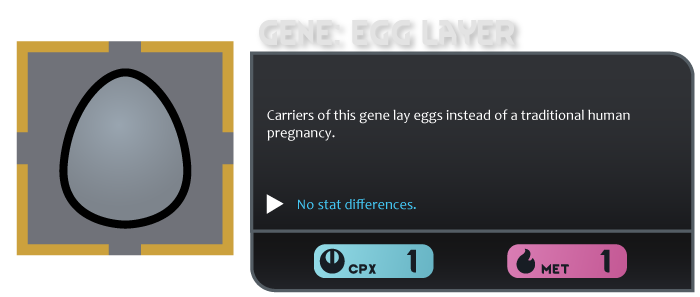 GENE: EGG LAYER
Carriers of this gene lay eggs instead of a traditional human
pregnancy.
No stat differences.
CPX 1
MET 1